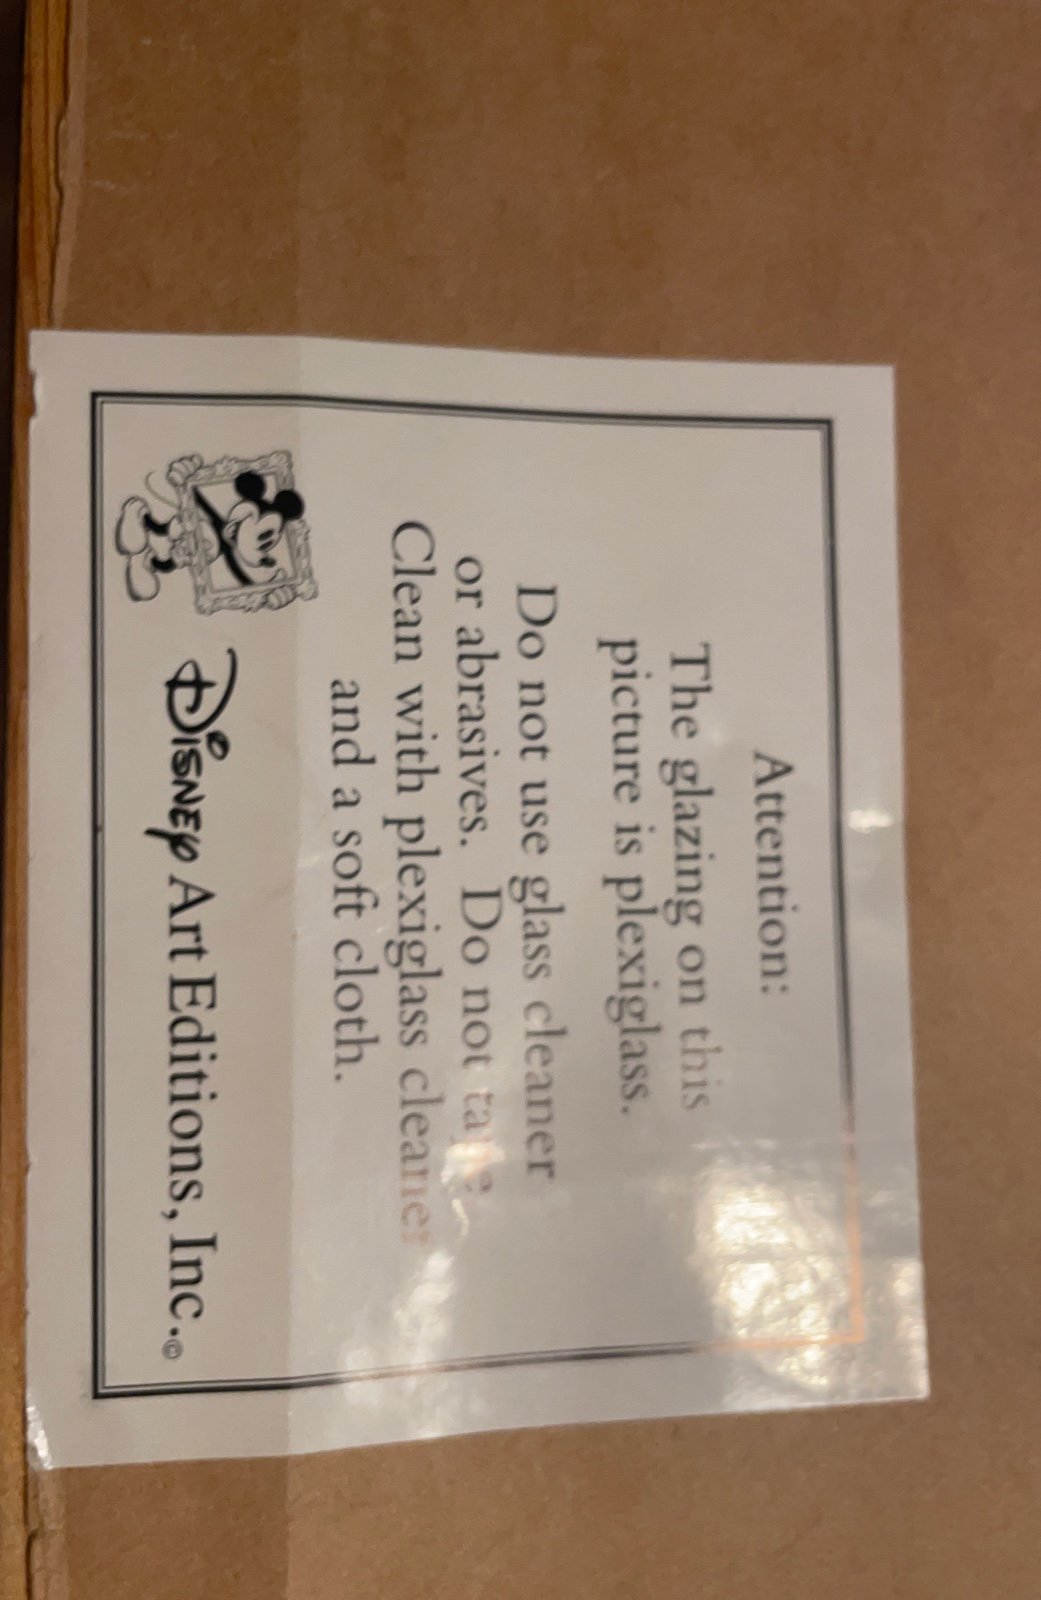 Attention:
The glazing on this
picture is plexiglass.
Do not use glass cleaner
or abrasives. Do not
Clean with plexiglass cleaner
and a soft cloth.
Disney Art Editions, Inc.©